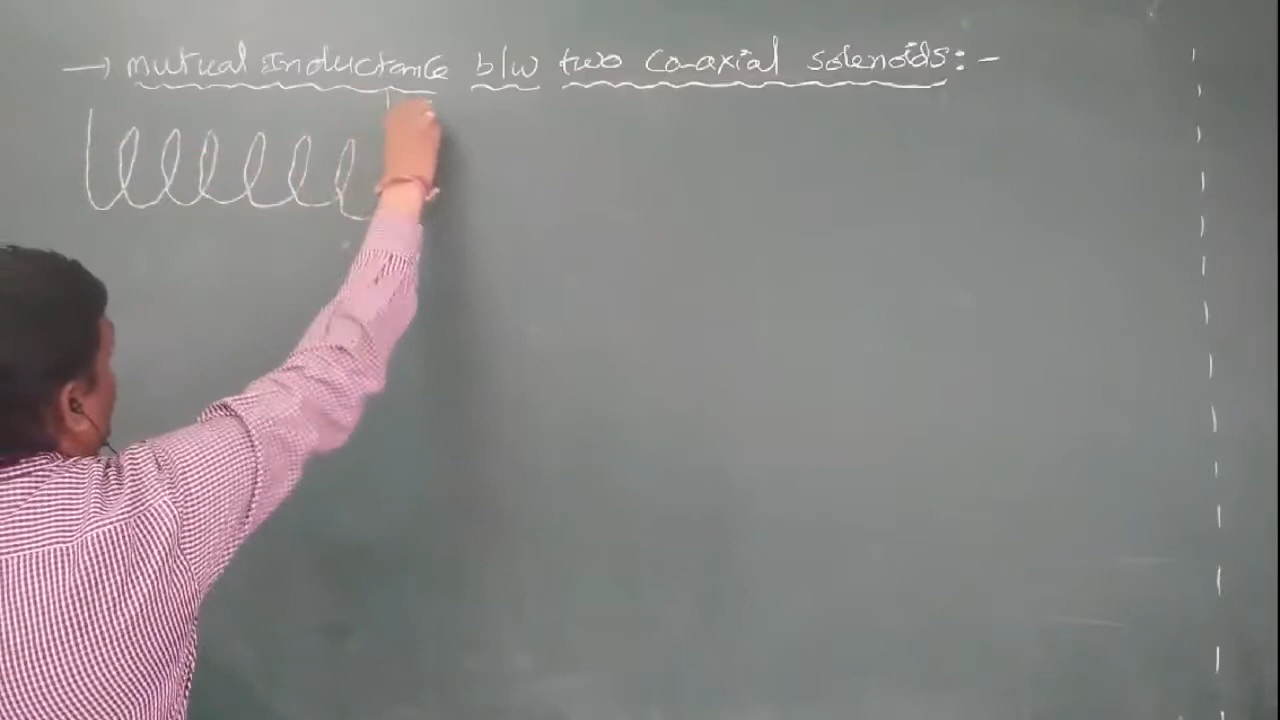 → Mutual Inductance b/w two co-axial solenoids:-